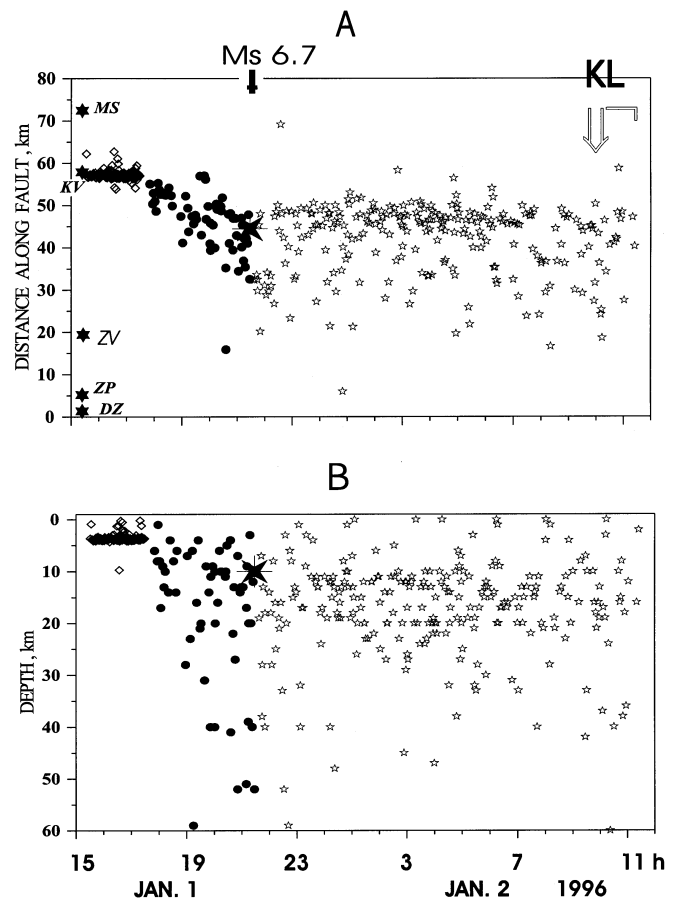 A
Ms 6.7
KL
DISTANCE ALONG FAULT, km
80
70
60
50
40
30
20
10
0
MS
KV
ZV
ZP
DZ
B
DEPTH, km
0
10
20
30
40
50
60
15 19 23 3 7 11 h
JAN. 1 JAN. 2 1996